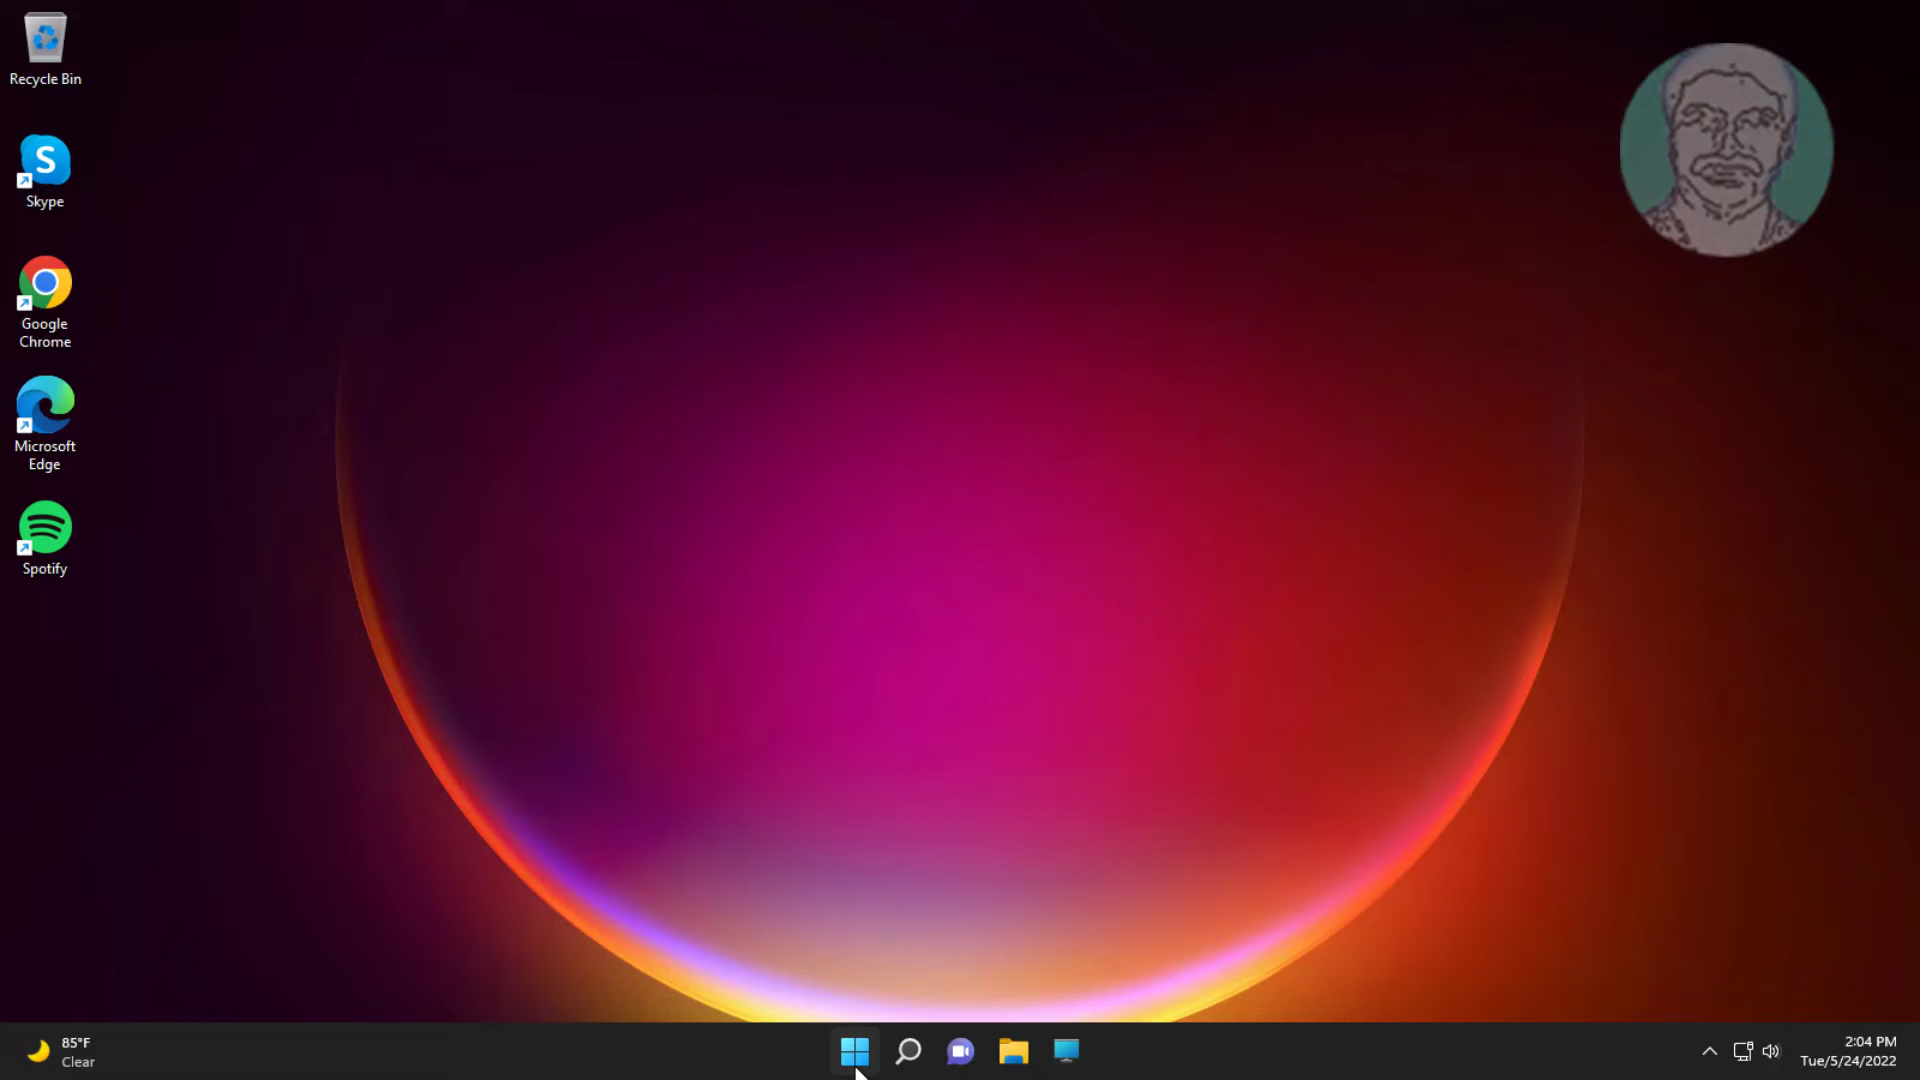 Recycle Bin
S
Skype
Google
Chrome
Microsoft
Edge
Spotify
85°F
Clear
2:04 PM
Tue/5/24/2022